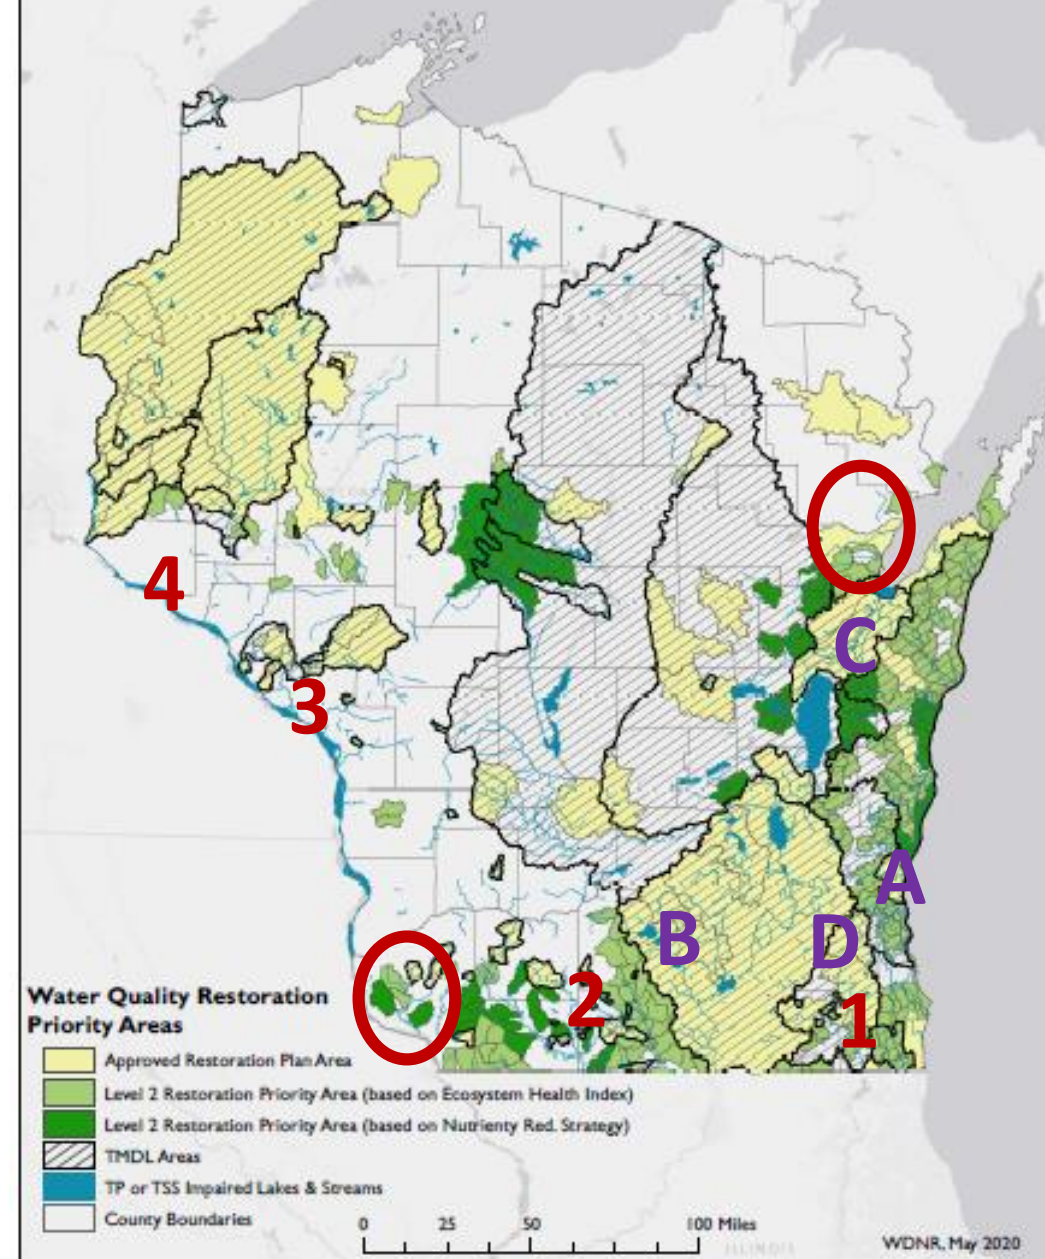 4
C
3
A
B
D
2
1
Water Quality Restoration
Priority Areas
Approved Restoration Plan Area
Level 2 Restoration Priority Area (based on Ecosystem Health Index)
Level 2 Restoration Priority Area (based on Nutrienty Red. Strategy)
TMDL Areas
TP or TSS Impaired Lakes & Streams
County Boundaries
0 25 50 100 Miles
ILLINOIS
WDNR, May 2020